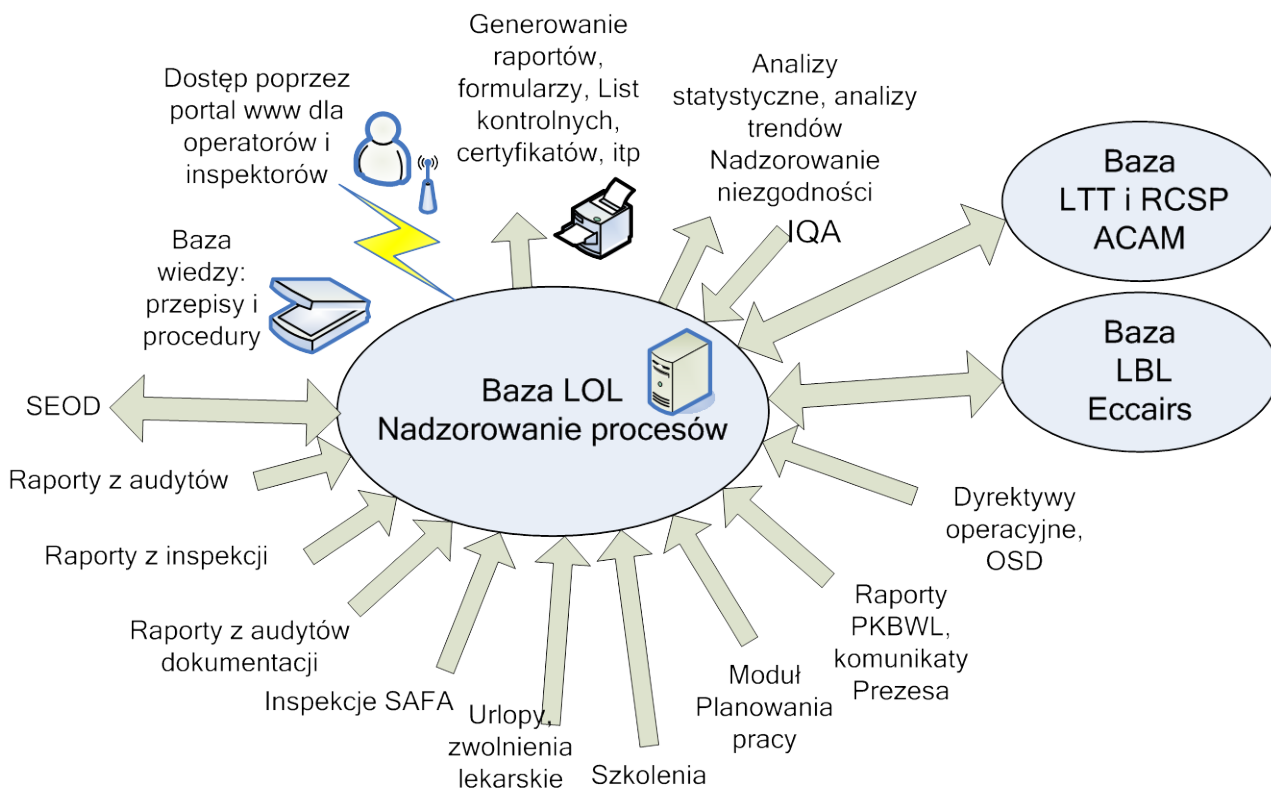 Generowanie
raportów,
formularzy, List
kontrolnych,
certyfikatów, itp
Dostęp poprzez
portal www dla
operatorów i
inspektorów
Analizy
statystyczne, analizy
trendów
Nadzorowanie
niezgodności
IQA
Baza
LTT i RCSP
ACAM
Baza
wiedzy:
przepisy i
procedury
Baza
LBL
Eccairs
Baza LOL
Nadzorowanie procesów
SEOD
Raporty z audytów
Raporty z inspekcji
Raporty z audytów
dokumentacji
Inspekcje SAFA
Urlopy,
zwolnienia
lekarskie
Szkolenia
Moduł
Planowania
pracy
Raporty
PKBWL,
komunikaty
Prezesa
Dyrektywy
operacyjne,
OSD